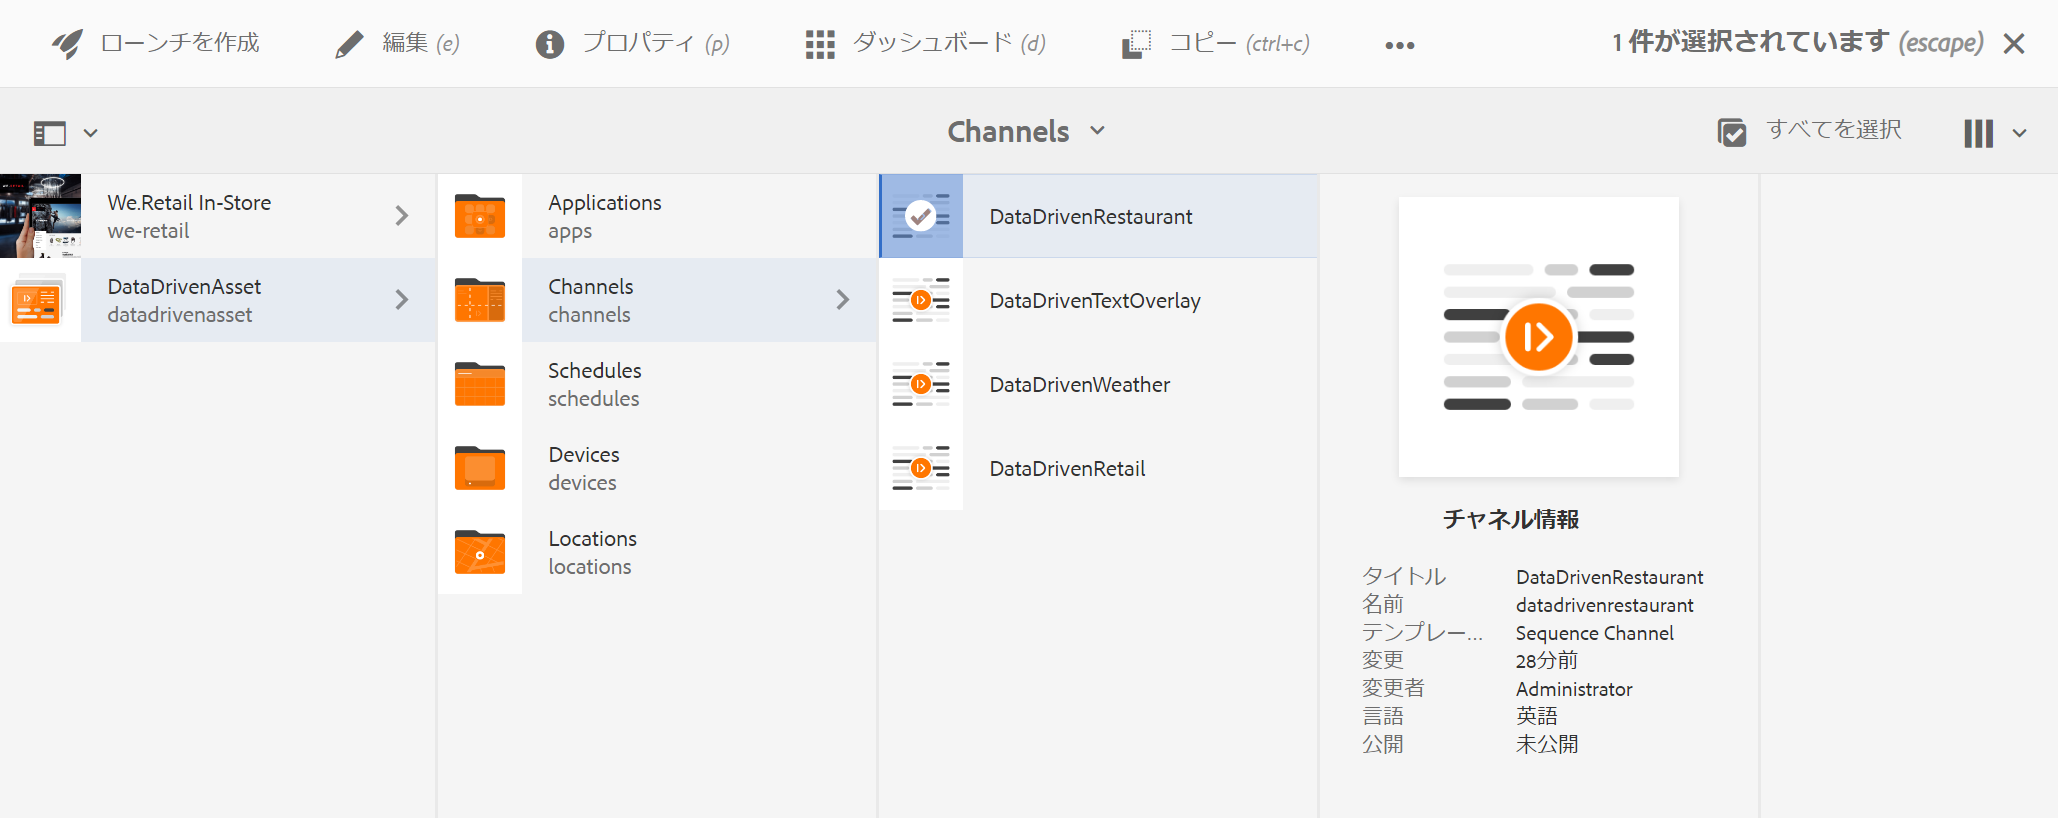 ローンチを作成 編集 (e) プロパティ (p) ダッシュボード (d) コピー (ctrl+c) 1 件が選択されています (escape)
Channels すべてを選択
We.Retail In-Store
we-retail
DataDrivenAsset
datadrivenasset
Applications
apps
Channels
channels
Schedules
schedules
Devices
devices
Locations
locations
DataDrivenRestaurant
DataDrivenTextOverlay
DataDrivenWeather
DataDrivenRetail
チャネル情報
タイトル DataDrivenRestaurant
名前 datadrivenrestaurant
テンプレー... Sequence Channel
変更 28分前
変更者 Administrator
言語 英語
公開 未公開